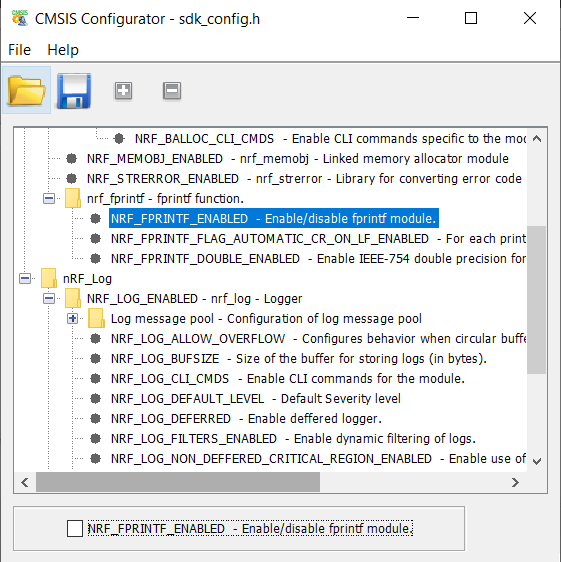 CMSIS Configurator - sdk_config.h
File Help
NRF_BALLOC_CLI_CMDS - Enable CLI commands specific to the mod
NRF_MEMOBJ_ENABLED - nrf_memobj - Linked memory allocator module
NRF_STRERROR_ENABLED - nrf_strerror - Library for converting error code
nrf_fprintf - fprintf function.
NRF_FPRINTF_ENABLED - Enable/disable fprintf module.
NRF_FPRINTF_FLAG_AUTOMATIC_CR_ON_LF_ENABLED - For each print
NRF_FPRINTF_DOUBLE_ENABLED - Enable IEEE-754 double precision for
nRF_Log
NRF_LOG_ENABLED - nrf_log - Logger
Log message pool - Configuration of log message pool
NRF_LOG_ALLOW_OVERFLOW - Configures behavior when circular buffe
NRF_LOG_BUFSIZE - Size of the buffer for storing logs (in bytes).
NRF_LOG_CLI_CMDS - Enable CLI commands for the module.
NRF_LOG_DEFAULT_LEVEL - Default Severity level
NRF_LOG_DEFERRED - Enable deffered logger.
NRF_LOG_FILTERS_ENABLED - Enable dynamic filtering of logs.
NRF_LOG_NON_DEFFERED_CRITICAL_REGION_ENABLED - Enable use of
NRF_FPRINTF_ENABLED - Enable/disable fprintf module.